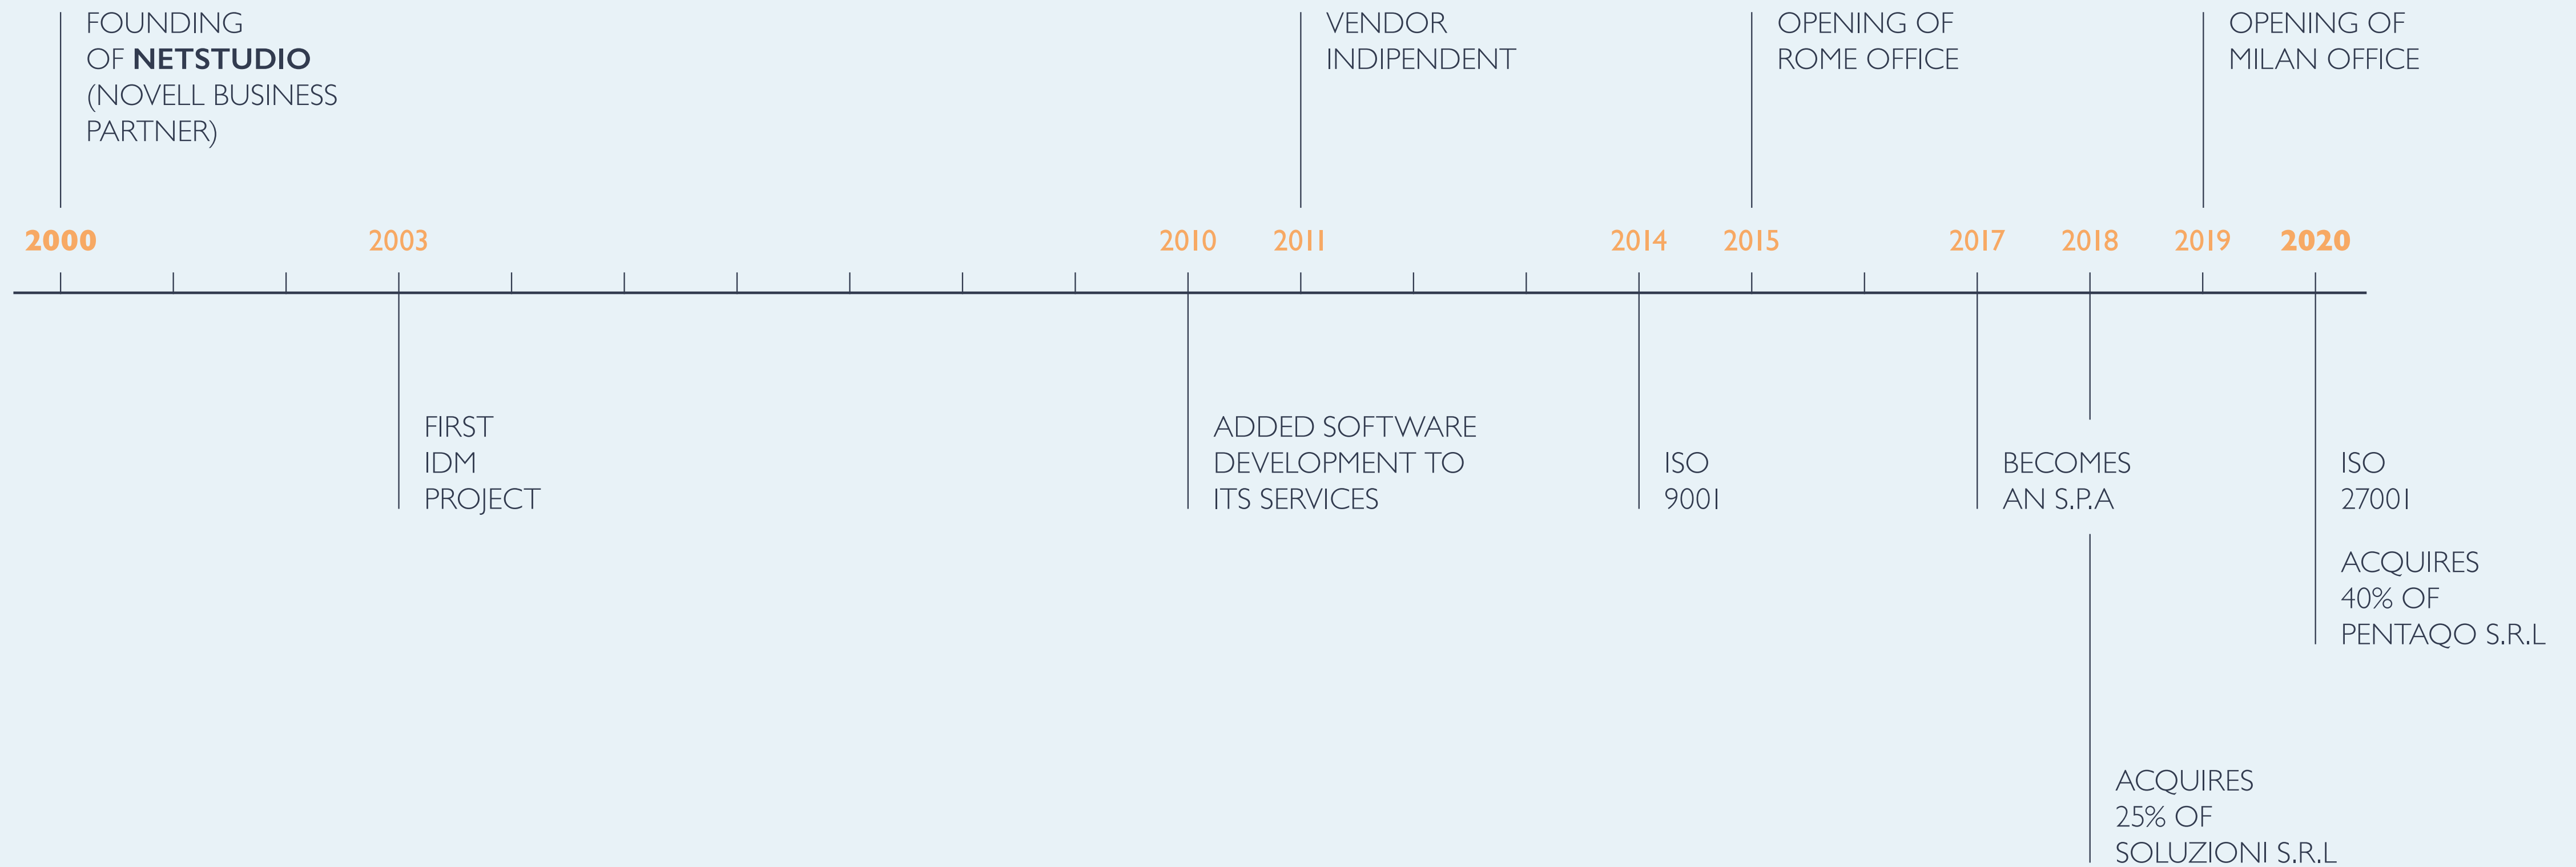 FOUNDING
OF NETSTUDIO
(NOVELL BUSINESS
PARTNER)
VENDOR
INDIPENDENT
OPENING OF
ROME OFFICE
OPENING OF
MILAN OFFICE
2000 2003 2010 2011 2014 2015 2017 2018 2019 2020
FIRST
IDM
PROJECT
ADDED SOFTWARE
DEVELOPMENT TO
ITS SERVICES
ISO
9001
BECOMES
AN S.P.A
ISO
27001
ACQUIRES
40% OF
PENTAQO S.R.L
ACQUIRES
25% OF
SOLUZIONI S.R.L